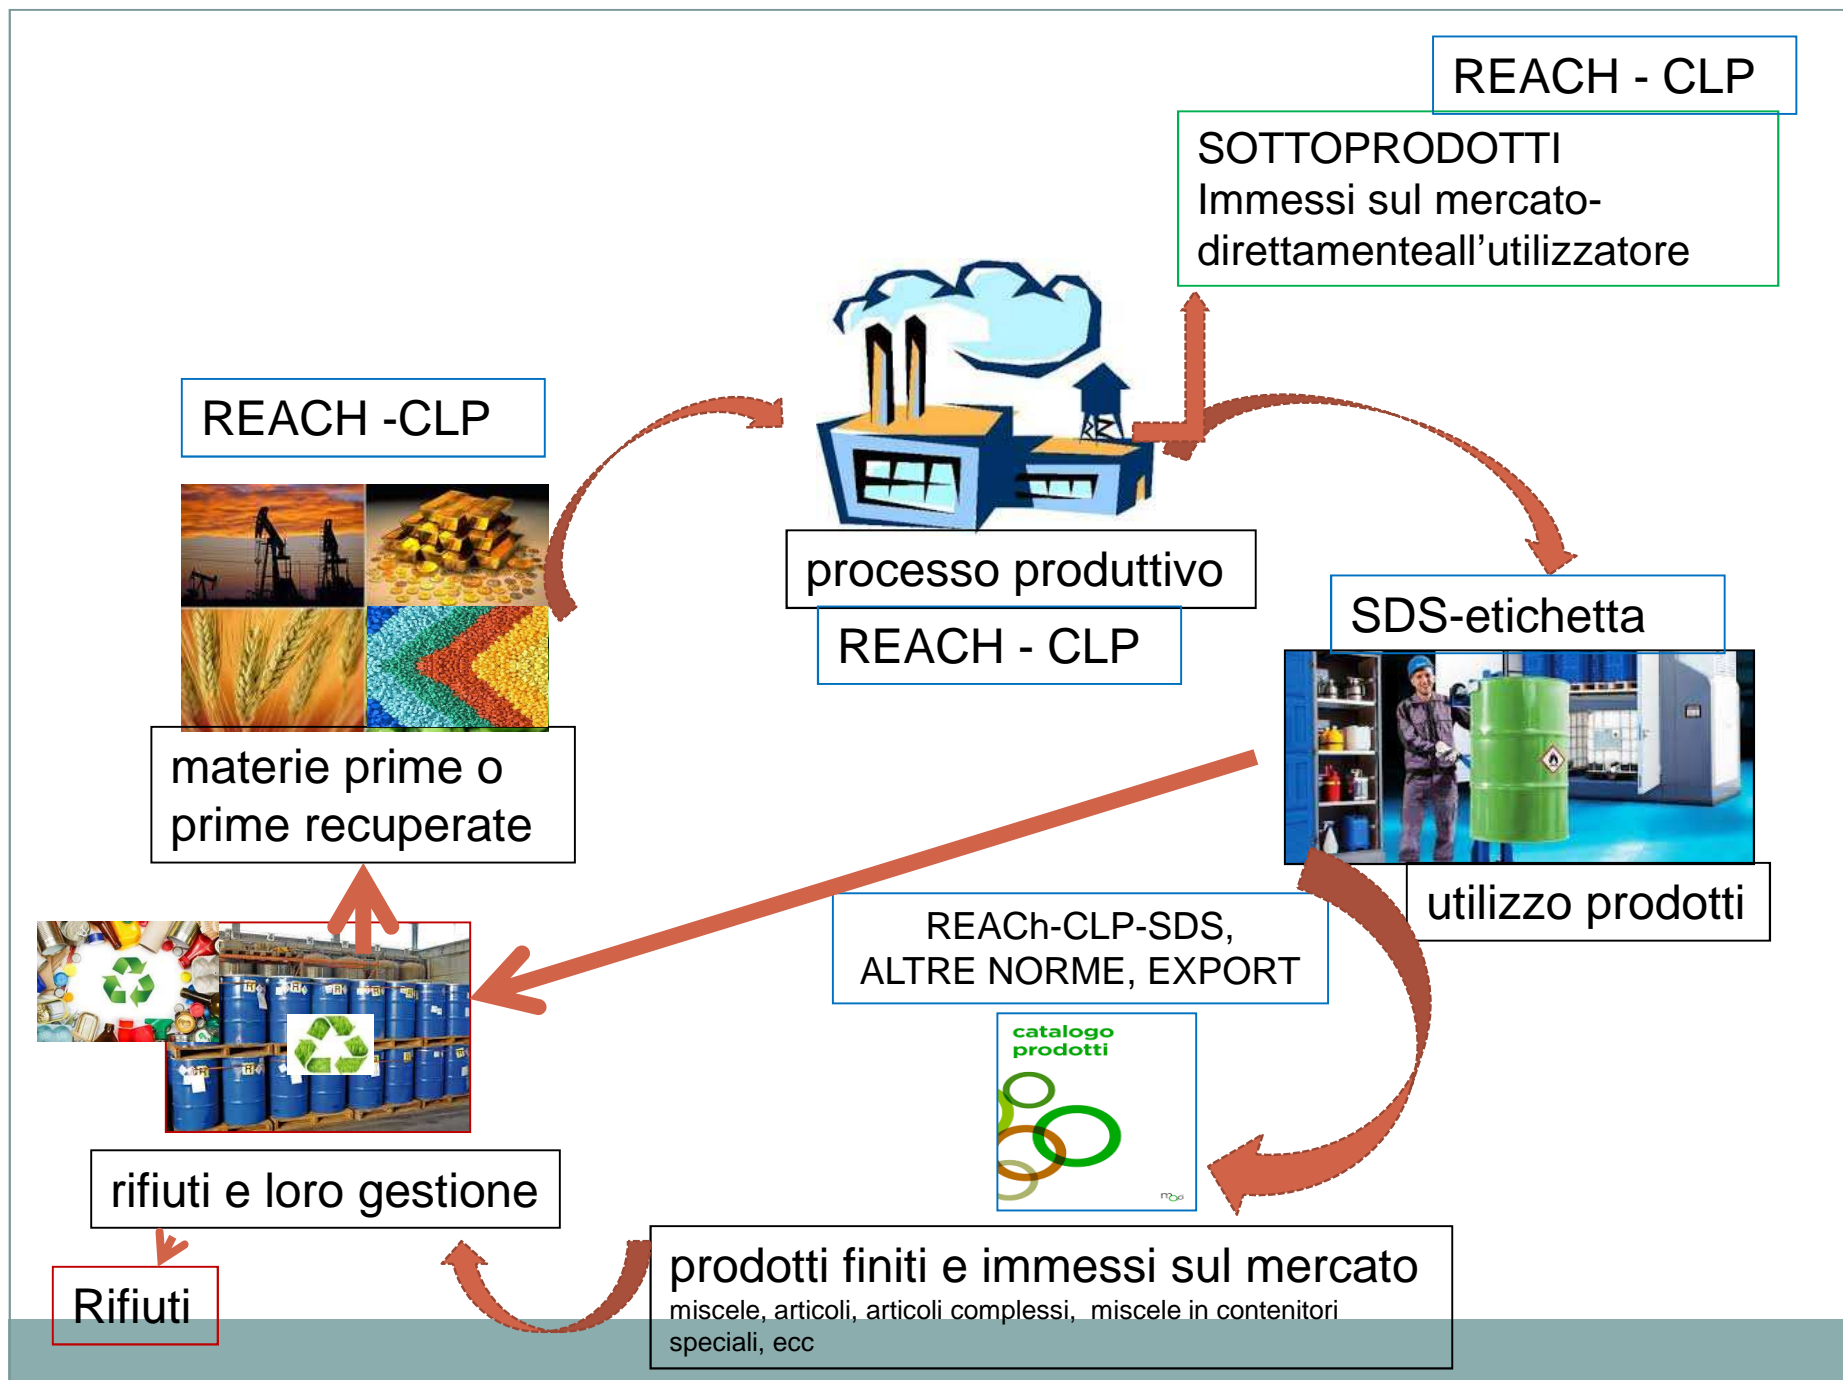 REACH - CLP
SOTTOPRODOTTI
Immessi sul mercato-
direttamenteall'utilizzatore
REACH -CLP
processo produttivo
REACH - CLP
SDS-etichetta
materie prime o
prime recuperate
utilizzo prodotti
REACh-CLP-SDS,
ALTRE NORME, EXPORT
catalogo
prodotti
rifiuti e loro gestione
Rifiuti
prodotti finiti e immessi sul mercato
miscele, articoli, articoli complessi, miscele in contenitori
speciali, ecc